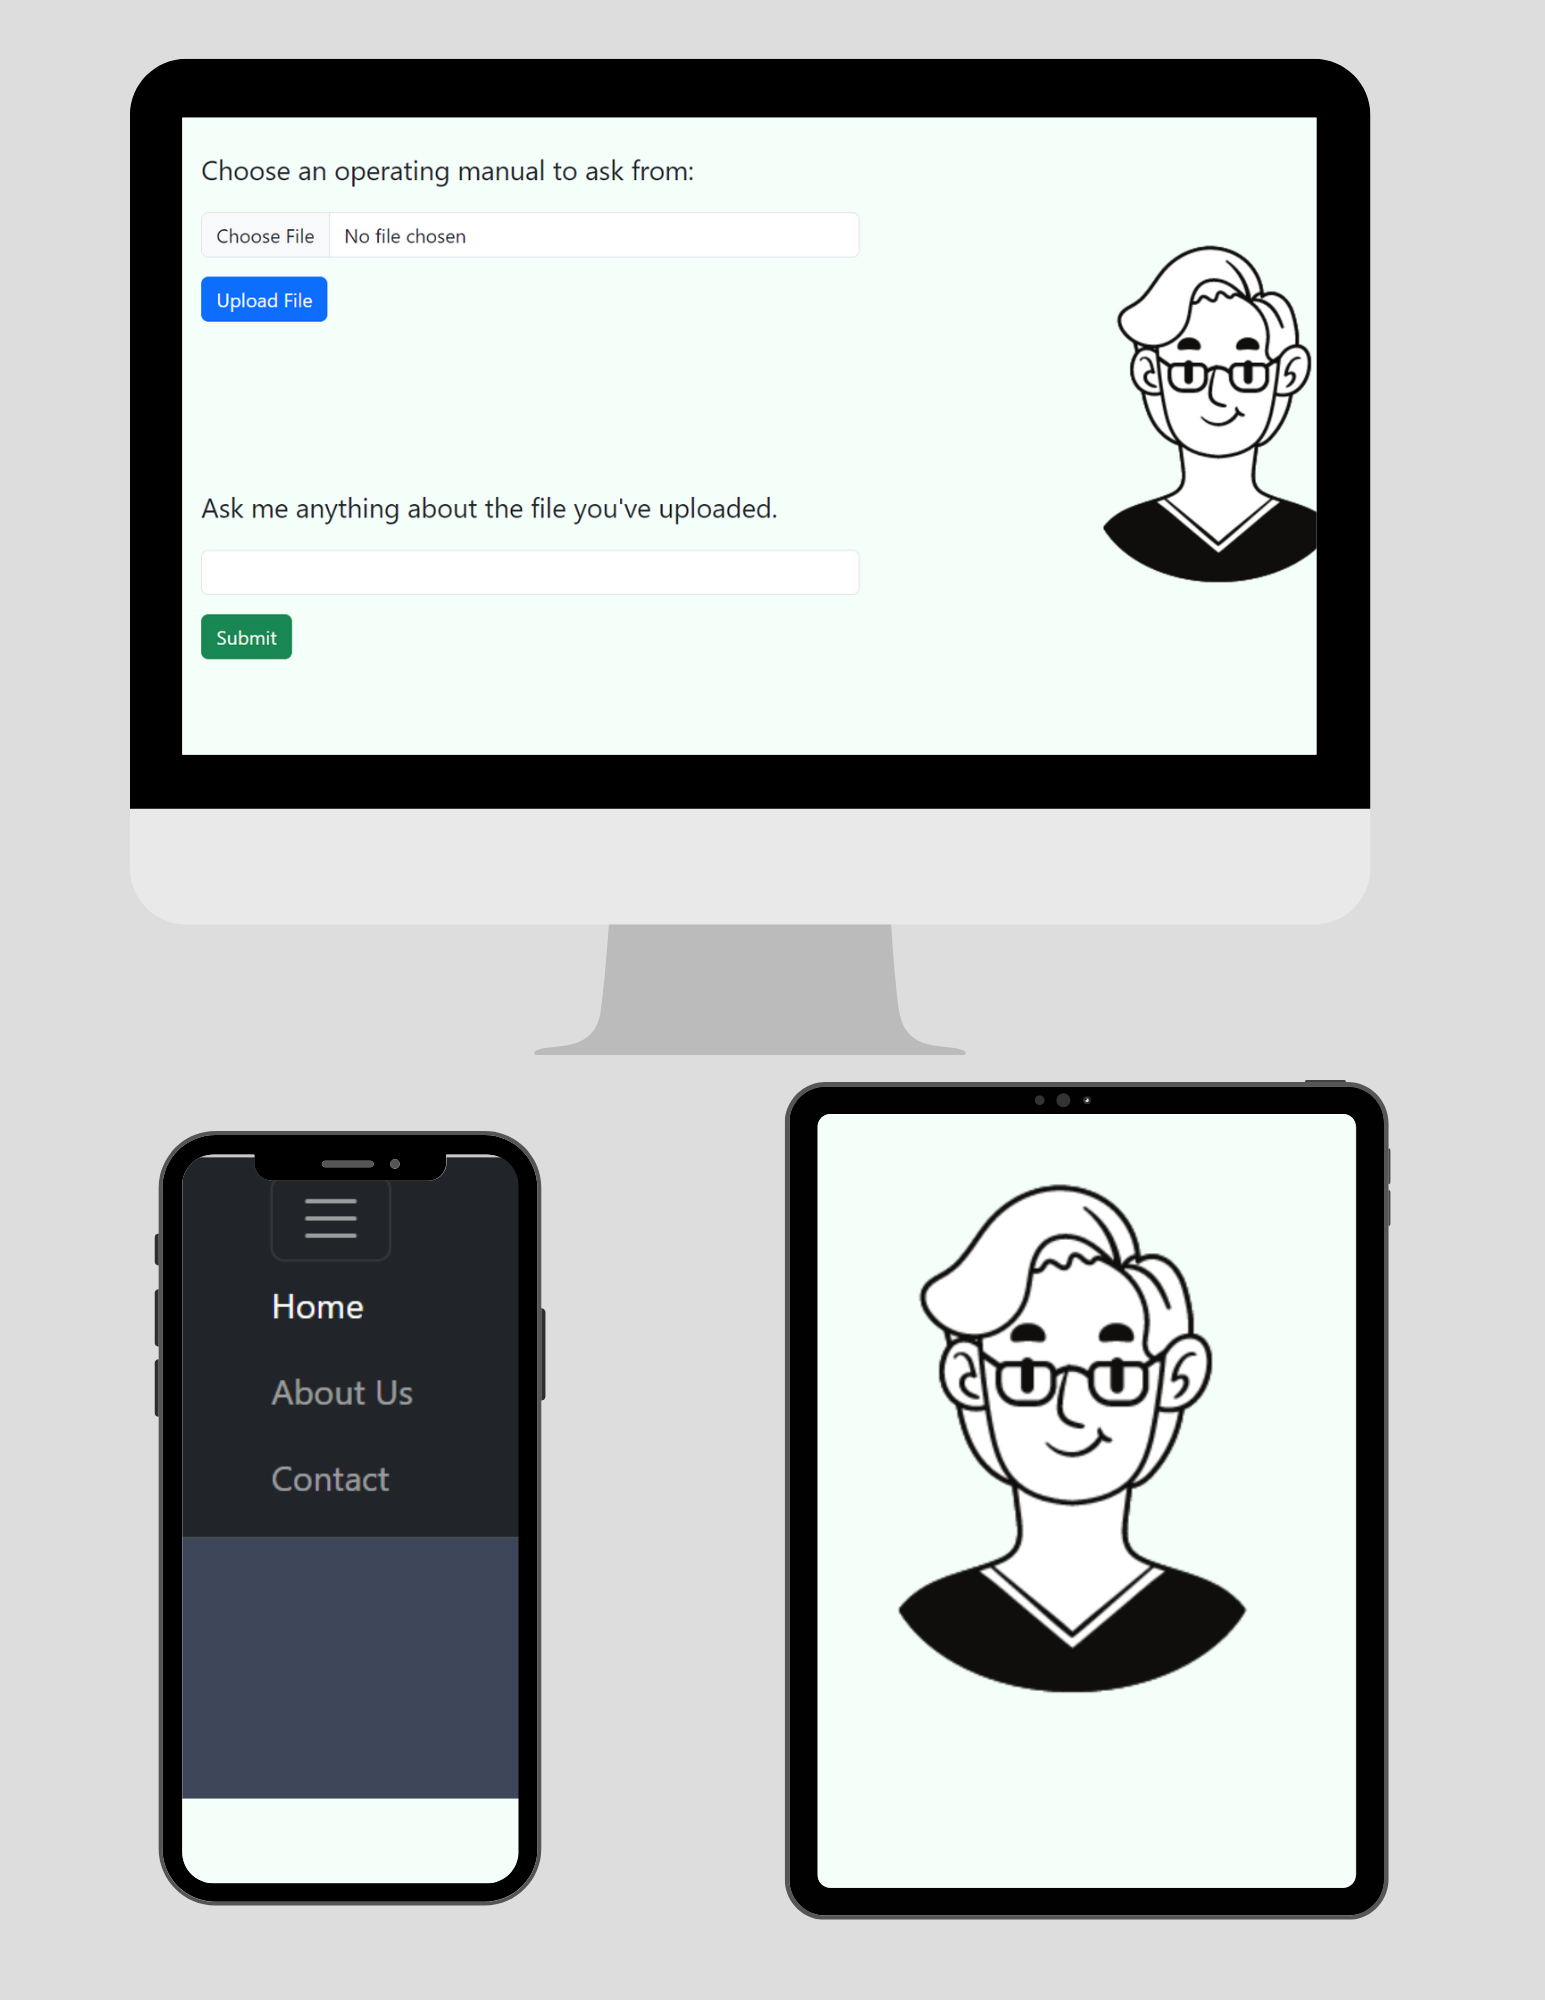 Choose an operating manual to ask from:
Choose File No file chosen
Upload File
Ask me anything about the file you've uploaded.
Submit
Home
About Us
Contact